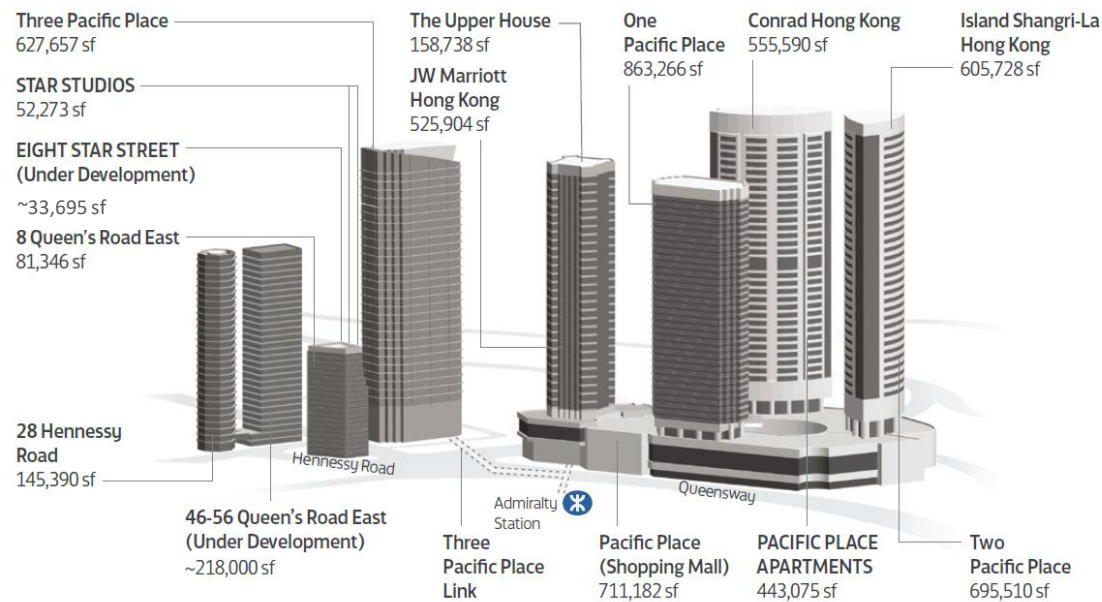 Three Pacific Place
627,657 sf
STAR STUDIOS
52,273 sf
EIGHT STAR STREET
(Under Development)
~33,695 sf
8 Queen's Road East
81,346 sf
28 Hennessy
Road
145,390 sf
46-56 Queen's Road East
(Under Development)
~218,000 sf
Hennessy Road
The Upper House
158,738 sf
JW Marriott
Hong Kong
525,904 sf
One
Pacific Place
863,266 sf
Conrad Hong Kong
555,590 sf
Island Shangri-La
Hong Kong
605,728 sf
Admiralty
Station
Queensway
Three
Pacific Place
Link
Pacific Place
(Shopping Mall)
711,182 sf
PACIFIC PLACE
APARTMENTS
443,075 sf
Two
Pacific Place
695,510 sf